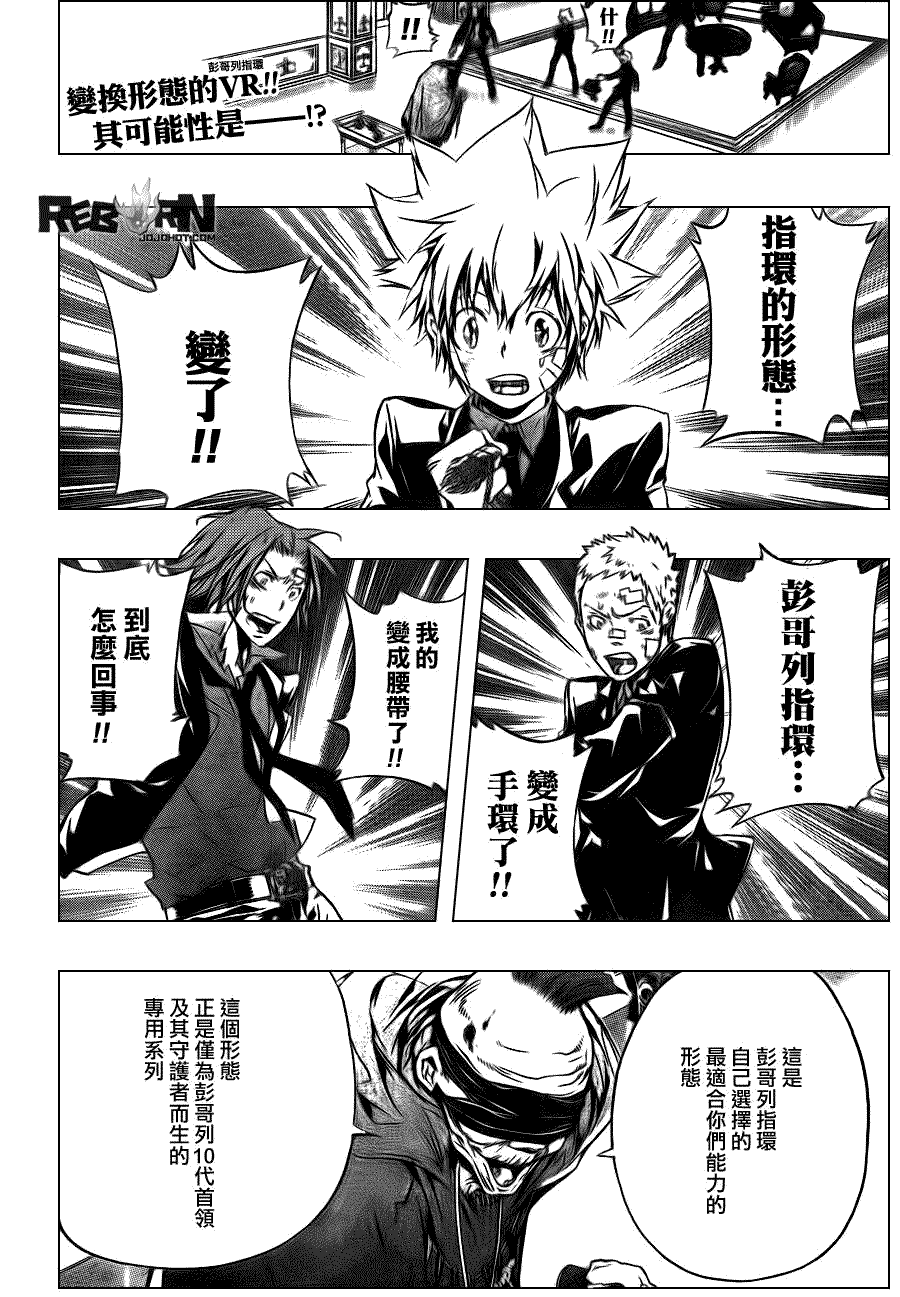 什!!
!!
彭哥列指環
變換形態的VR!!
其可能性是——!?
REBORN
JOJOHOT.COM
指環的形態…
變了!!
彭哥列指環…
變成
手環了!!
我的
變成腰帶了!!
到底
怎麼回事!!
這是
彭哥列指環
自己選擇的
最適合你們能力的
形態
這個形態
正是僅為彭哥列10代首領
及其守護者而生的
專用系列